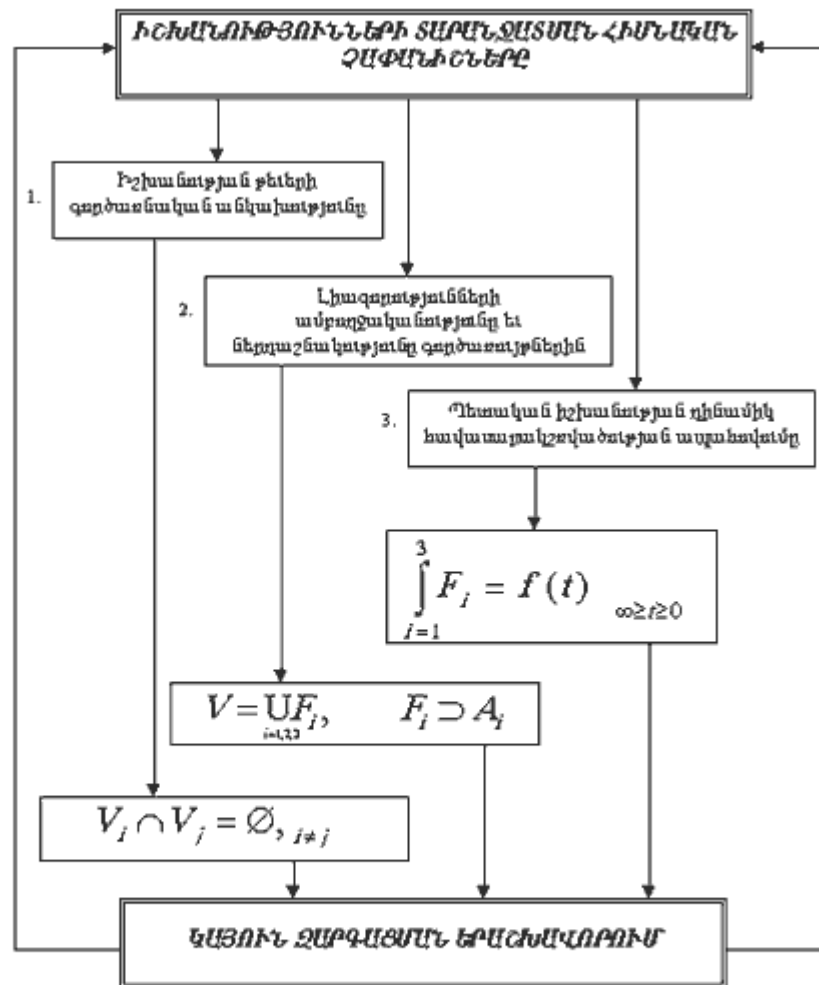 ԻՇԽԱՆՈՒԹՅՈՒՆՆԵՐԻ ՏԱՐԱՆՋԱՏՄԱՆ ՀԻՄՆԱԿԱՆ
ՉԱՓԱՆԻՇՆԵՐԸ
1.
Իշխանության թեւերի
գործառնական անկախությունը
2.
Լիազորությունների
ամբողջականությունը եւ
ներդաշնակությունը գործառույթներին
3.
Պետական իշխանության դինամիկ
հավասարակշռվածության ապահովումը
∫_{i=1}^{3} F_i = f(t) ∞≥t≥0
V = ∪_{i=1,2,3} F_i, F_i ⊃ A_i
V_i ∩ V_j = ∅, i≠j
ԿԱՅՈՒՆ ԶԱՐԳԱՑՄԱՆ ԵՐԱՇԽԱՎՈՐՈՒՄ